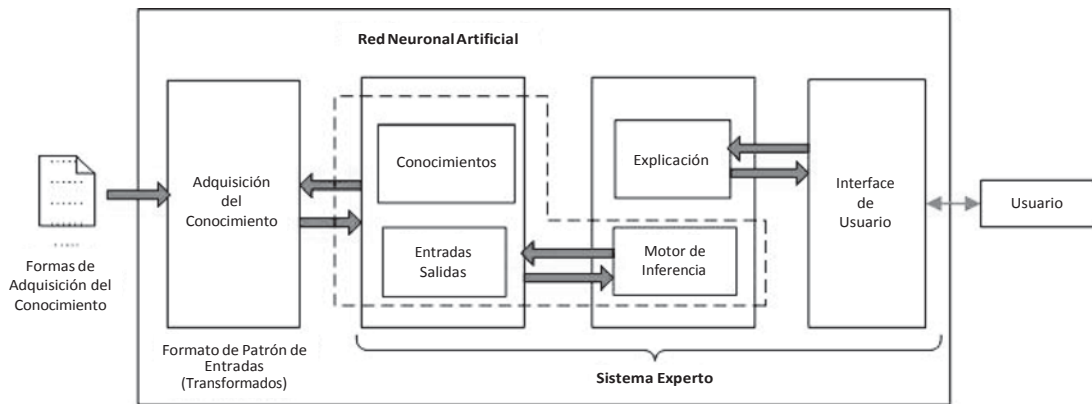 Red Neuronal Artificial
Formas de
Adquisición del
Conocimiento
Adquisición
del
Conocimiento
Formato de Patrón de
Entradas
(Transformados)
Conocimientos
Entradas
Salidas
Explicación
Motor de
Inferencia
Interface
de
Usuario
Usuario
Sistema Experto